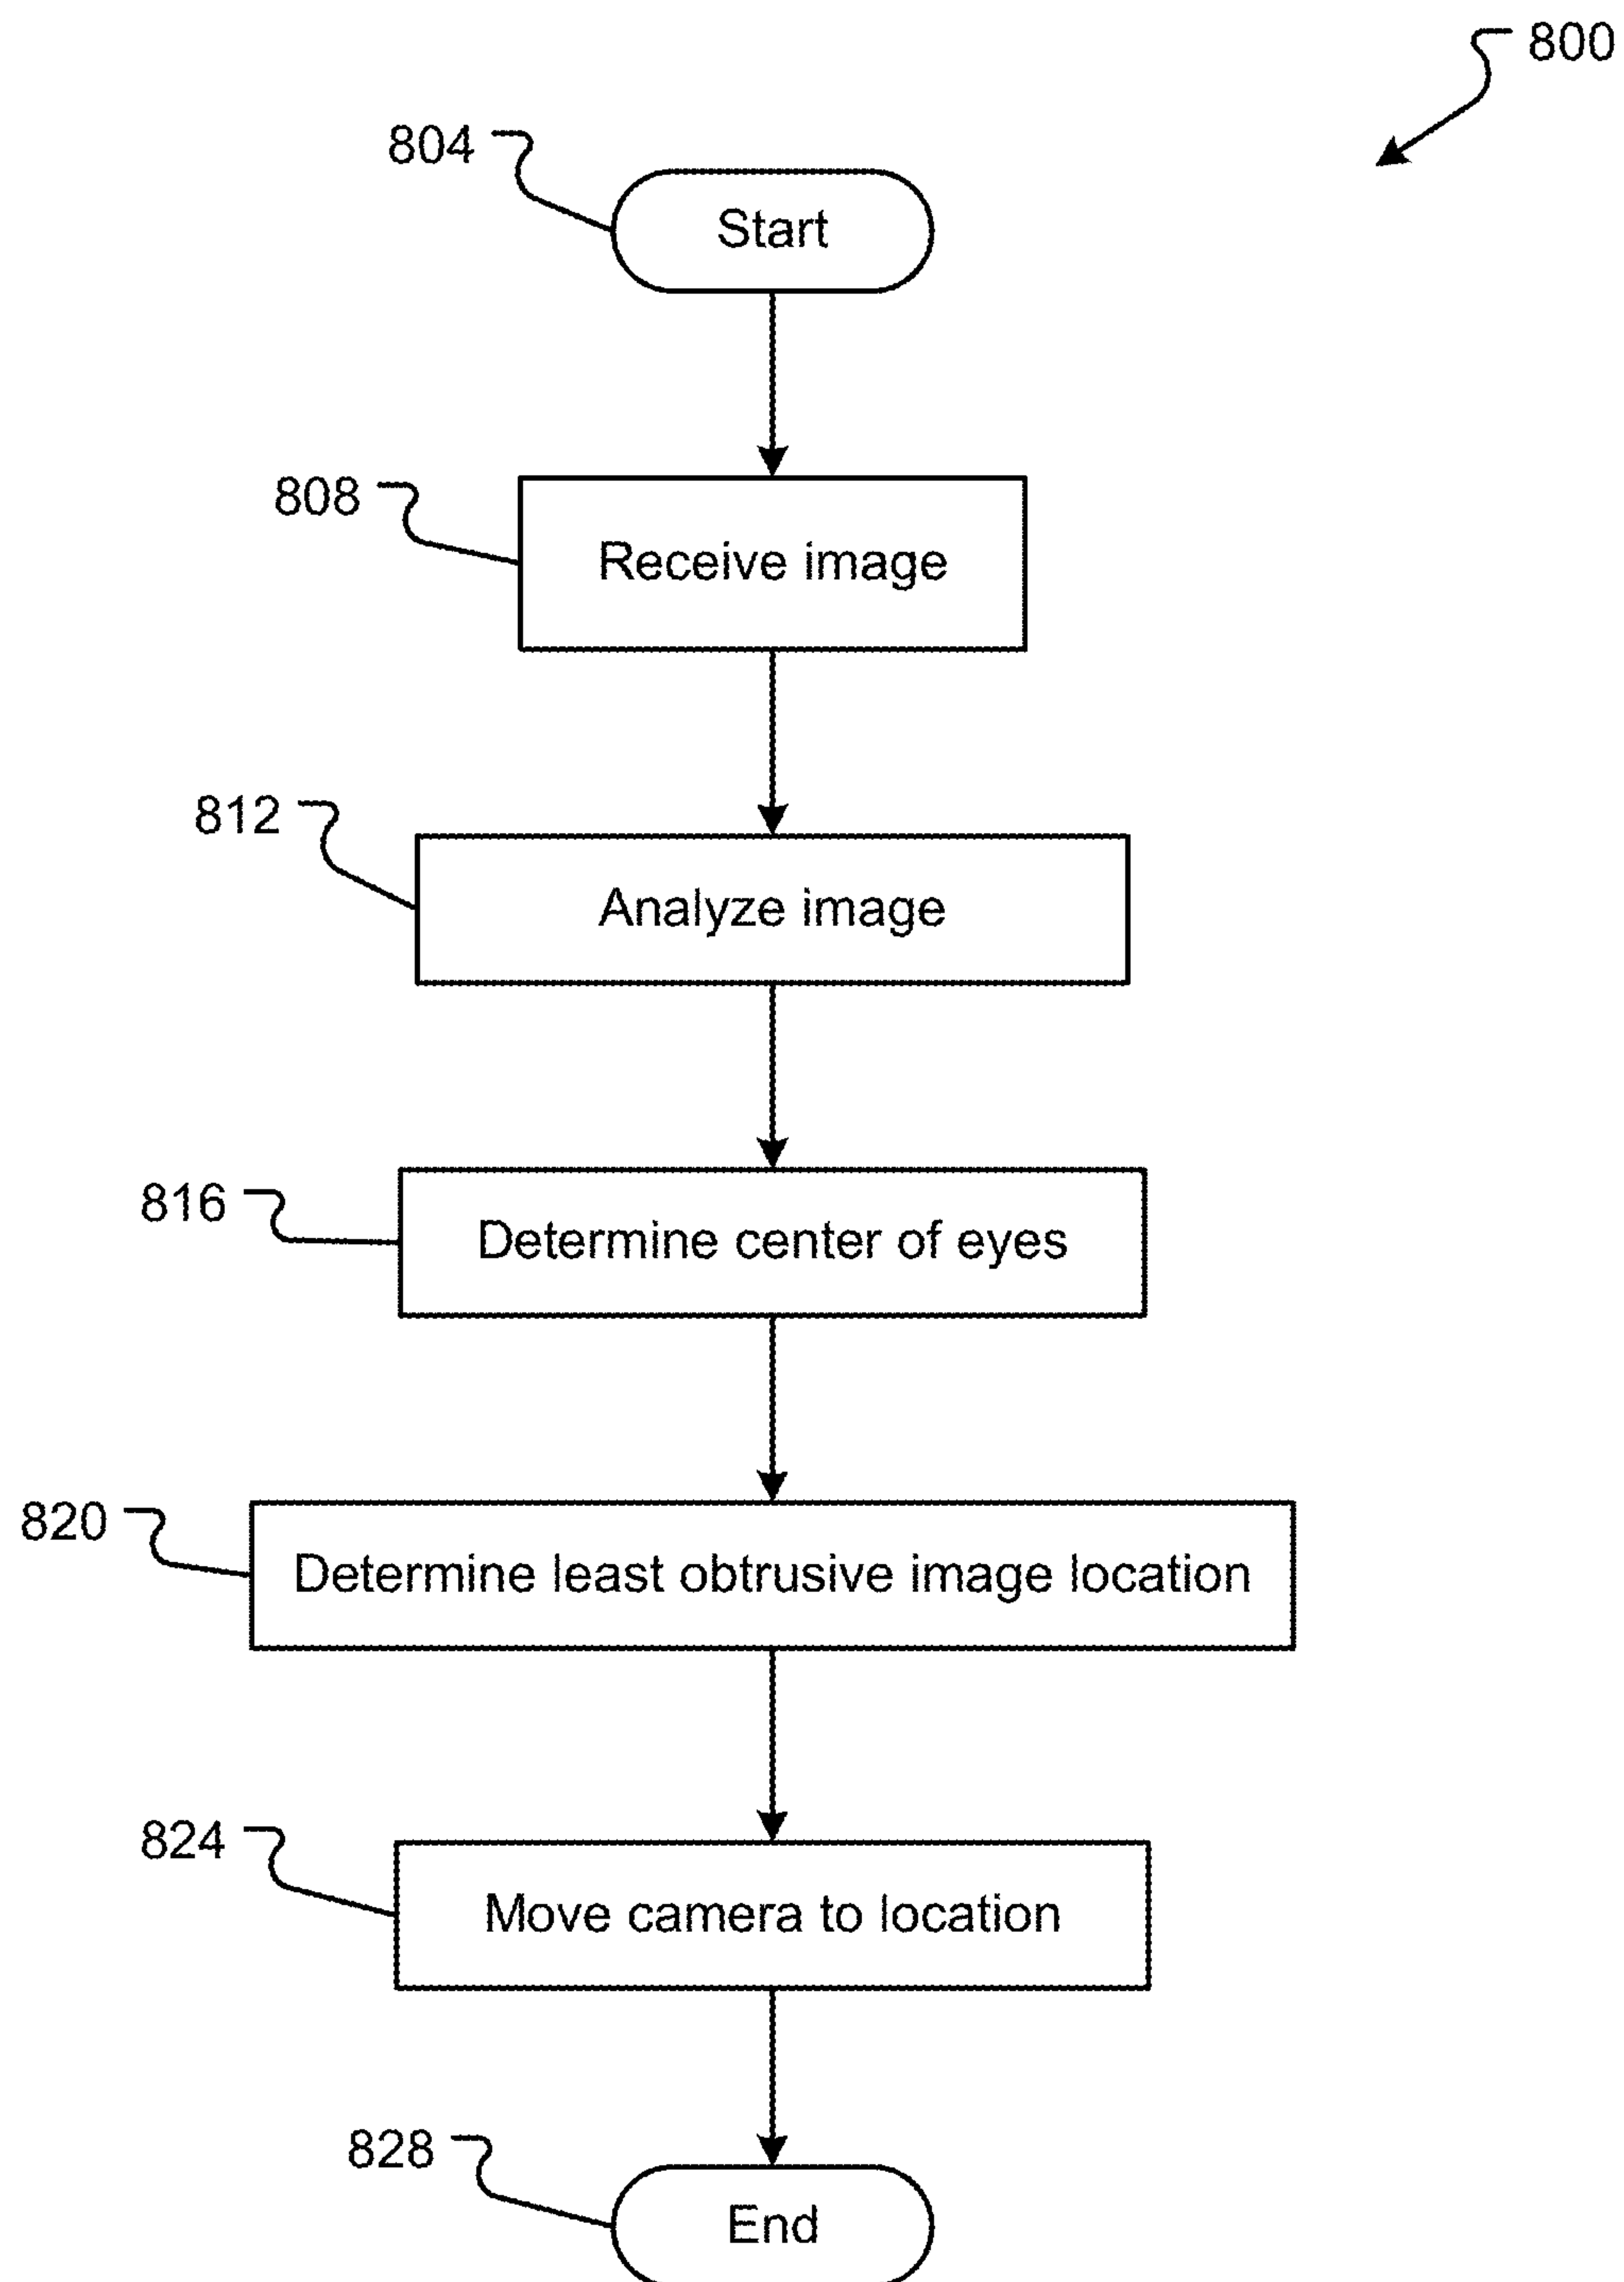 800
804
Start
808
Receive image
812
Analyze image
816
Determine center of eyes
820
Determine least obtrusive image location
824
Move camera to location
828
End